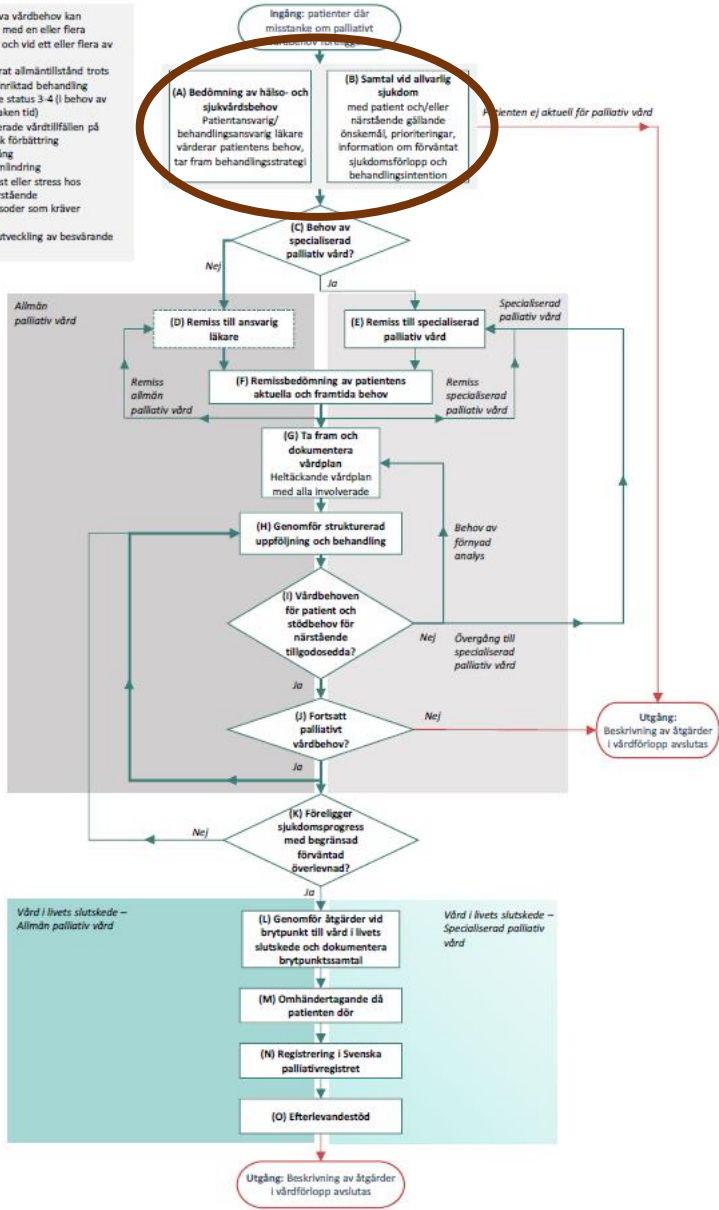 va vårdbehov kan
med en eller flera
och vid ett eller flera av
rat allmäntillstånd trots
nriktad behandling
e status 3-4 (i behov av
aken tid)
erade vårdtillfällen på
k förbättring
ång
mlindring
st eller stress hos
rstående
soder som kräver
utveckling av besvärande
Ingång: patienter där
misstanke om palliativt
vårdbehov föreligger
(A) Bedömning av hälso- och
sjukvårdsbehov
Patientansvarig/
behandlingsansvarig läkare
värderar patientens behov,
tar fram behandlingsstrategi
(B) Samtal vid allvarlig
sjukdom
med patient och/eller
närstående gällande
önskemål, prioriteringar,
information om förväntat
sjukdomsförlopp och
behandlingsintention
Patienten ej aktuell för palliativ vård
(C) Behov av
specialiserad
palliativ vård?
Nej
Ja
Allmän
palliativ vård
Specialiserad
palliativ vård
(D) Remiss till ansvarig
läkare
(E) Remiss till specialiserad
palliativ vård
(F) Remissbedömning av patientens
aktuella och framtida behov
Remiss
allmän
palliativ vård
Remiss
specialiserad
palliativ vård
(G) Ta fram och
dokumentera
vårdplan
Heltäckande vårdplan
med alla involverade
(H) Genomför strukturerad
uppföljning och behandling
Behov av
förnyad
analys
(I) Vårdbehoven
för patient och
stödbehov för
närstående
tillgodosedda?
Nej
Övergång till
specialiserad
palliativ vård
Ja
(J) Fortsatt
palliativt
vårdbehov?
Nej
Ja
Utgång:
Beskrivning av åtgärder
i vårdförlopp avslutas
(K) Föreligger
sjukdomsprogress
med begränsad
förväntad
överlevnad?
Nej
Ja
Vård i livets slutskede –
Allmän palliativ vård
Vård i livets slutskede –
Specialiserad palliativ
vård
(L) Genomför åtgärder vid
brytpunkt till vård i livets
slutskede och dokumentera
brytpunktssamtal
(M) Omhändertagande då
patienten dör
(N) Registrering i Svenska
palliativregistret
(O) Efterlevandestöd
Utgång: Beskrivning av åtgärder
i vårdförlopp avslutas